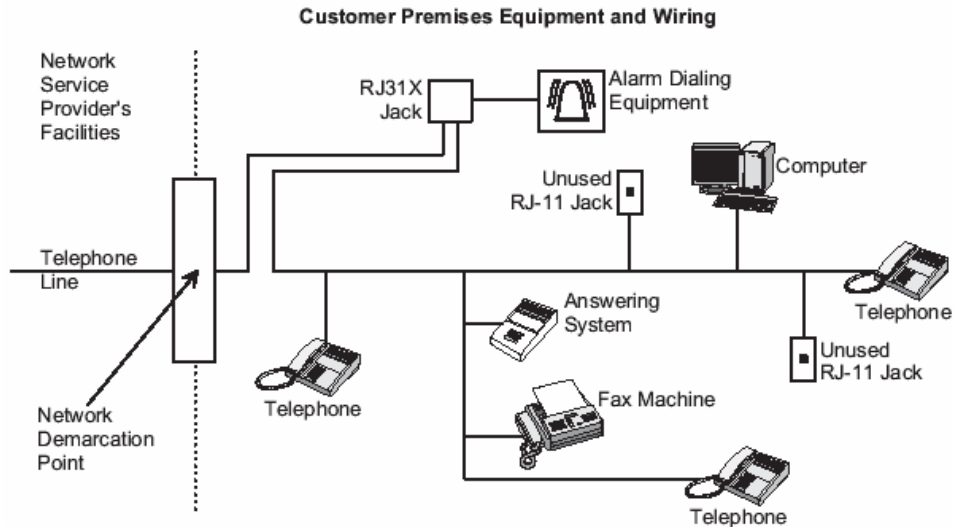 Customer Premises Equipment and Wiring
Network
Service
Provider's
Facilities
RJ31X
Jack
Alarm Dialing
Equipment
Unused
RJ-11 Jack
Computer
Telephone
Line
Answering
System
Telephone
Unused
RJ-11 Jack
Telephone
Fax Machine
Network
Demarcation
Point
Telephone